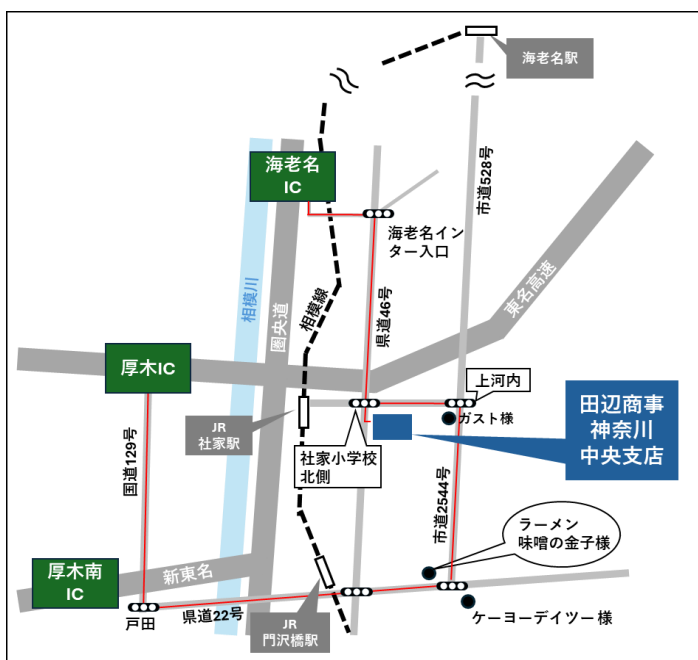 海老名駅
海老名
IC
市道528号
海老名イン
ター入口
相模川
圏央道
相模線
県道46号
東名高速
厚木IC
上河内
JR
社家駅
ガスト様
田辺商事
神奈川
中央支店
社家小学校
北側
国道129号
市道2544号
ラーメン
味噌の金子様
厚木南
IC
新東名
戸田
県道22号
JR
門沢橋駅
ケーヨーデイツー様